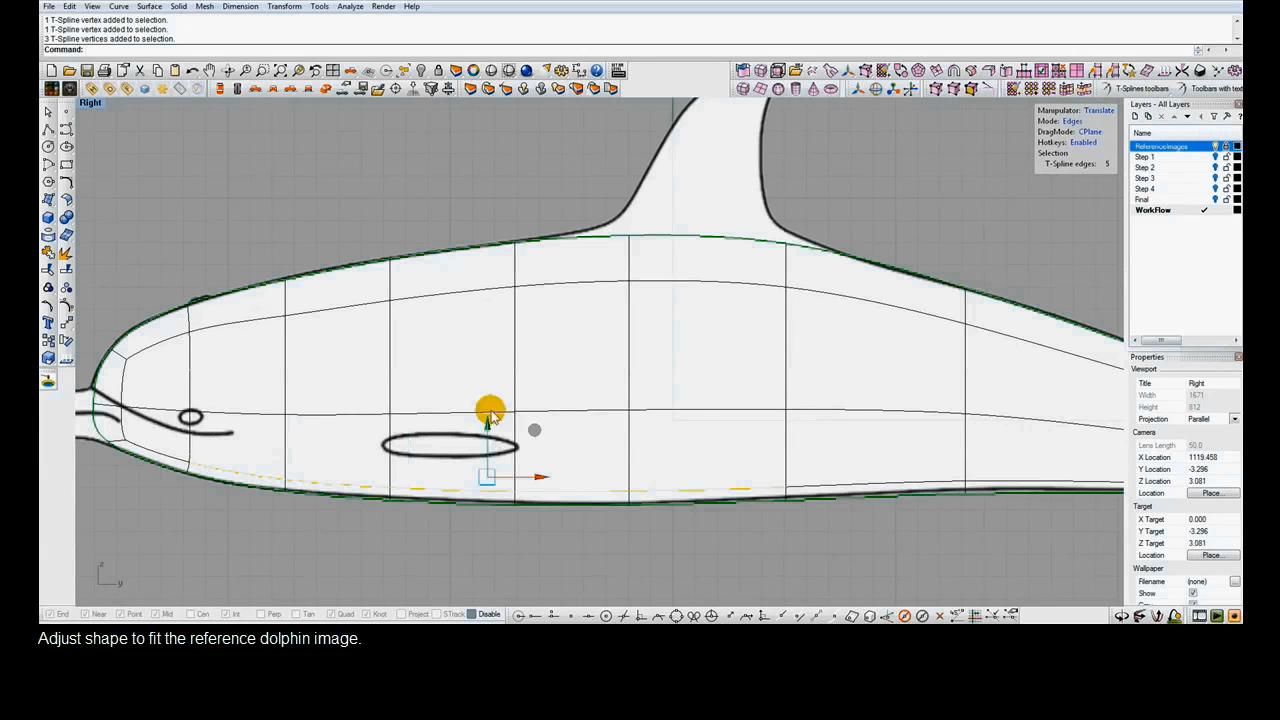 File Edit View Curve Surface Solid Mesh Dimension Transform Tools Analyze Render Help
1 T-Spline vertex added to selection.
1 T-Spline vertex added to selection.
3 T-Spline vertices added to selection.
Command:
T-Splines toolbars
Toolbars with text
Right
Manipulator: Translate
Mode: Edges
DragMode: CPlane
Hotkeys: Enabled
Selection
T-Spline edges: 5
Layers - All Layers
Name
ReferenceImages
Step 1
Step 2
Step 3
Step 4
Final
WorkFlow
Properties
Viewport
Title Right
Width 1671
Height 812
Projection Parallel
Camera
Lens Length 50.0
X Location 1119.458
Y Location -3.296
Z Location 3.081
Location Place...
Target
X Target 0.000
Y Target -3.296
Z Target 3.081
Location Place...
Wallpaper
Filename (none)
Show
z
y
End Near Point Mid Cen Int Perp Tan Quad Knot Project STrack Disable
Adjust shape to fit the reference dolphin image.